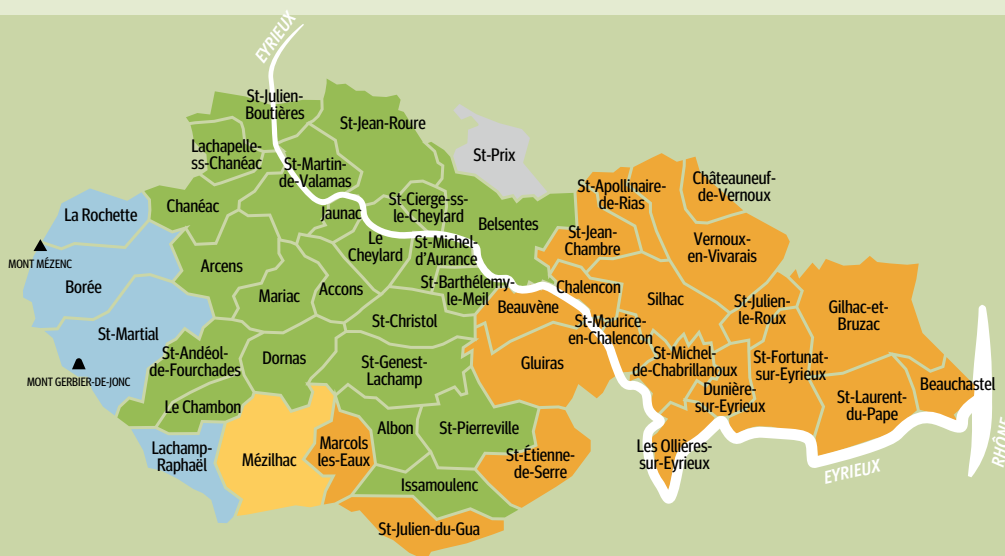 EYRIEUX
St-Julien-
Boutières
St-Jean-Roure
Lachapelle-
ss-Chanéac
St-Martin-
de-Valamas
St-Prix
St-Apollinaire-
de-Rias
Châteauneuf-
de-Vernoux
La Rochette
Chanéac
Jaunac
St-Cierge-ss-
le-Cheylard
Belsentes
St-Jean-
Chambre
Vernoux-
en-Vivarais
MONT MÉZENC
Le
Cheylard
St-Michel-
d'Aurance
Arcens
Borée
Mariac
Accons
St-Barthélemy-
le-Meil
Beauvène
Chalencon
Silhac
St-Julien-
le-Roux
Gilhac-et-
Bruzac
St-Martial
St-Christol
St-Maurice-
en-Chalencon
St-Andéol-
de-Fourchades
Dornas
St-Genest-
Lachamp
Gluiras
St-Michel-
de-Chabrillanoux
St-Fortunat-
sur-Eyrieux
MONT GERBIER-DE-JONC
Dunière-
sur-Eyrieux
St-Laurent-
du-Pape
Beauchastel
Le Chambon
Albon
St-Pierreville
Lachamp-
Raphaël
Mézilhac
Marcols
les-Eaux
St-Étienne-
de-Serre
Les Ollières-
sur-Eyrieux
EYRIEUX
RHÔNE
Issamoulenc
St-Julien-du-Gua